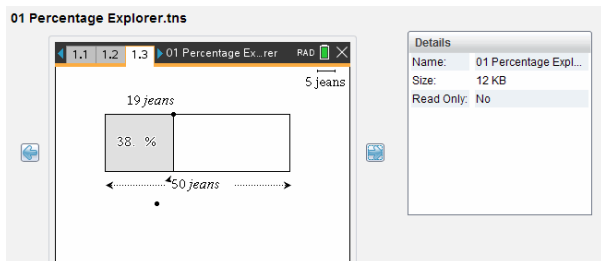 01 Percentage Explorer.tns
1.1 1.2 1.3 01 Percentage Ex...rer RAD
5 jeans
19 jeans
38. %
50 jeans
Details
Name: 01 Percentage Expl...
Size: 12 KB
Read Only: No